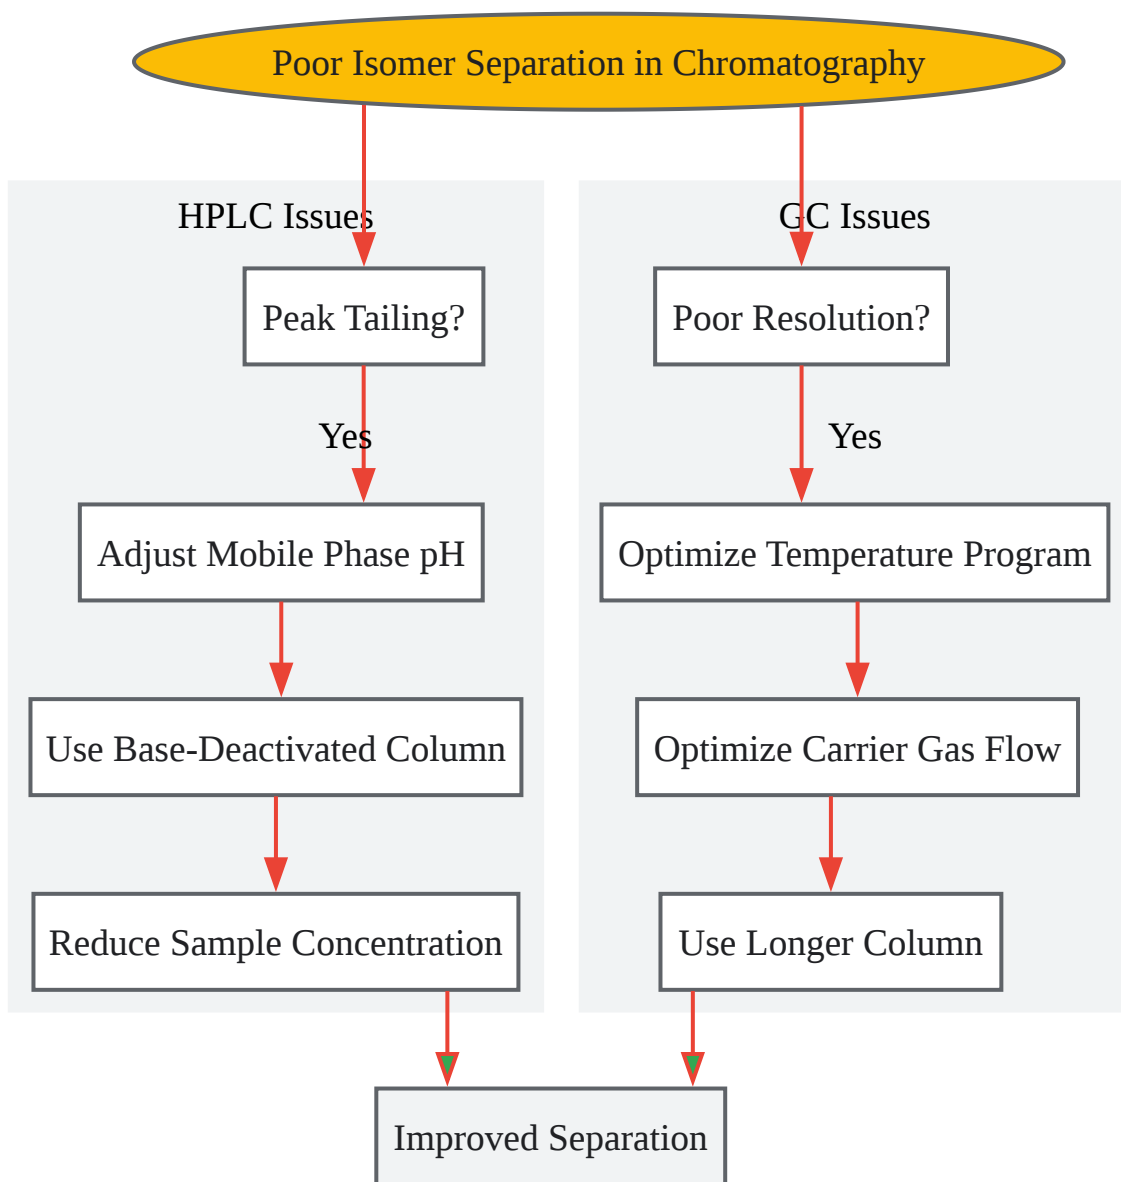 Poor Isomer Separation in Chromatography
HPLC Issues
Peak Tailing?
Yes
Adjust Mobile Phase pH
Use Base-Deactivated Column
Reduce Sample Concentration
GC Issues
Poor Resolution?
Yes
Optimize Temperature Program
Optimize Carrier Gas Flow
Use Longer Column
Improved Separation